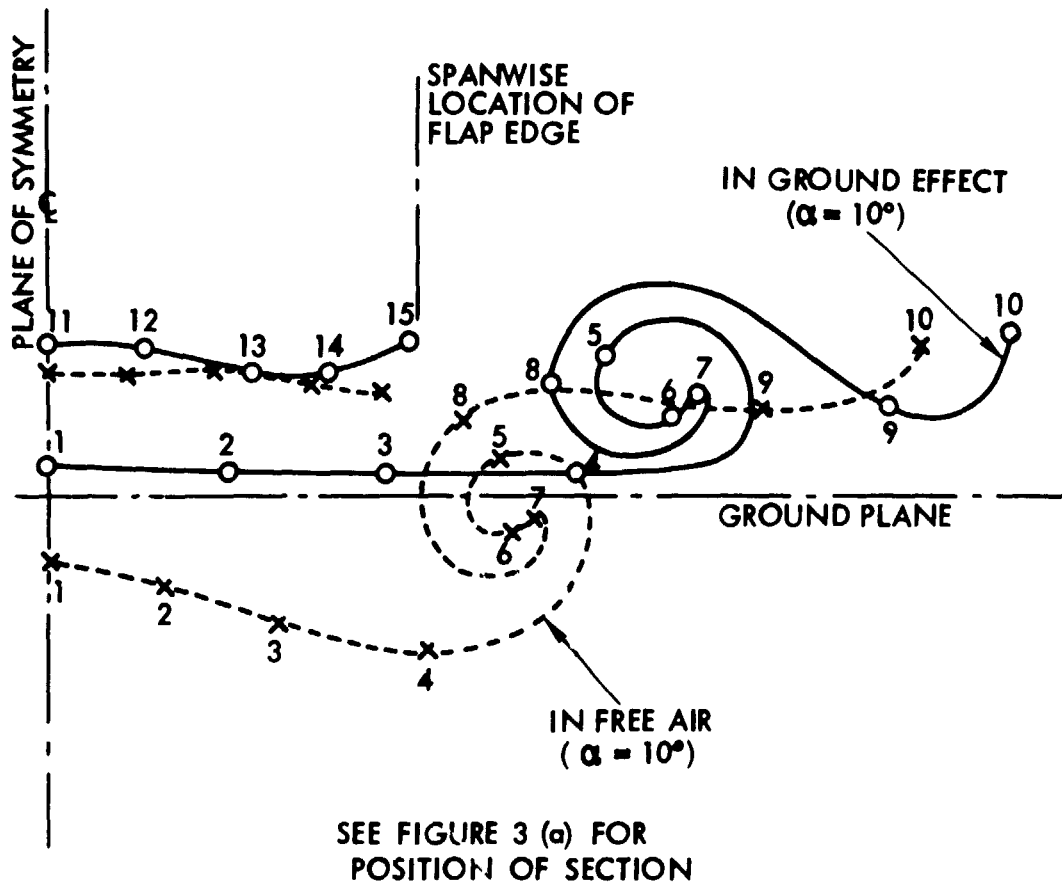 PLANE OF SYMMETRY
℄
SPANWISE
LOCATION OF
FLAP EDGE
IN GROUND EFFECT
(α = 10°)
11
12
13
14
15
10
10
5
6
7
8
9
9
8
1
2
3
5
7
6
GROUND PLANE
1
2
3
4
IN FREE AIR
( α = 10°)
SEE FIGURE 3 (a) FOR
POSITION OF SECTION